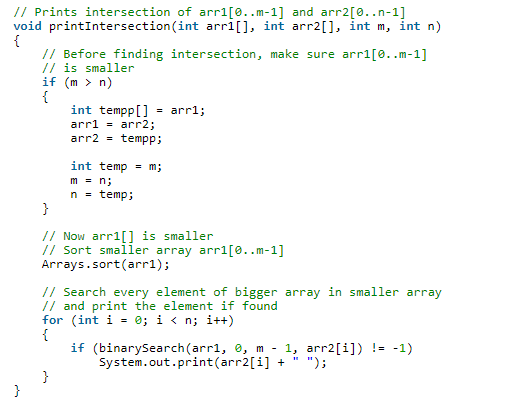 // Prints intersection of arr1[0..m-1] and arr2[0..n-1]
void printIntersection(int arr1[], int arr2[], int m, int n)
{
    // Before finding intersection, make sure arr1[0..m-1]
    // is smaller
    if (m > n)
    {
        int tempp[] = arr1;
        arr1 = arr2;
        arr2 = tempp;

        int temp = m;
        m = n;
        n = temp;
    }

    // Now arr1[] is smaller
    // Sort smaller array arr1[0..m-1]
    Arrays.sort(arr1);

    // Search every element of bigger array in smaller array
    // and print the element if found
    for (int i = 0; i < n; i++)
    {
        if (binarySearch(arr1, 0, m - 1, arr2[i]) != -1)
            System.out.print(arr2[i] + " ");
    }
}